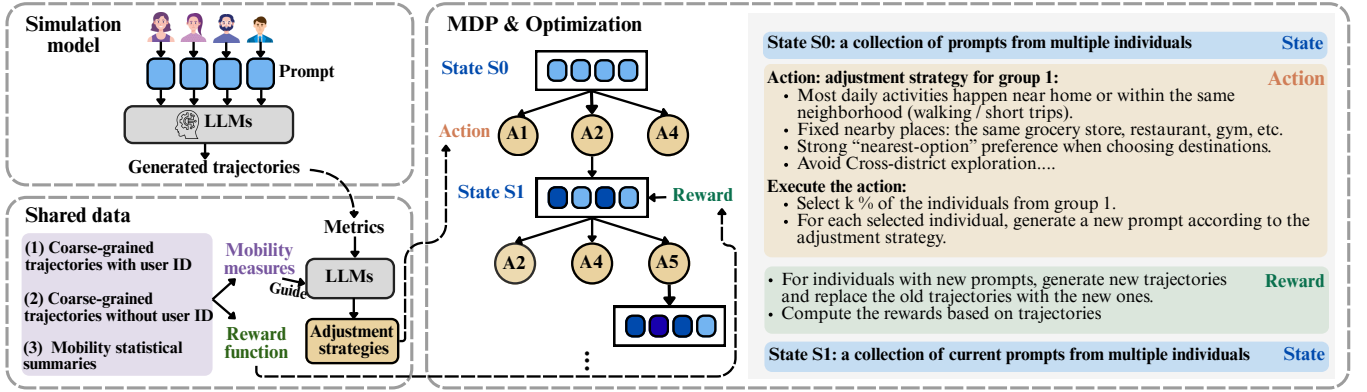 Simulation
model
Prompt
LLMs
Generated trajectories
Shared data
(1) Coarse-grained
trajectories with user ID
(2) Coarse-grained
trajectories without user ID
(3) Mobility statistical
summaries
Mobility
measures
Guide
Reward
function
Metrics
LLMs
Adjustment
strategies
MDP & Optimization
State S0
Action
A1
A2
A4
State S1
Reward
A2
A4
A5
State S0: a collection of prompts from multiple individuals
State
Action: adjustment strategy for group 1:
Action
• Most daily activities happen near home or within the same
neighborhood (walking / short trips).
• Fixed nearby places: the same grocery store, restaurant, gym, etc.
• Strong “nearest-option” preference when choosing destinations.
• Avoid Cross-district exploration....
Execute the action:
• Select k % of the individuals from group 1.
• For each selected individual, generate a new prompt according to the
adjustment strategy.
• For individuals with new prompts, generate new trajectories
Reward
and replace the old trajectories with the new ones.
• Compute the rewards based on trajectories
State S1: a collection of current prompts from multiple individuals
State